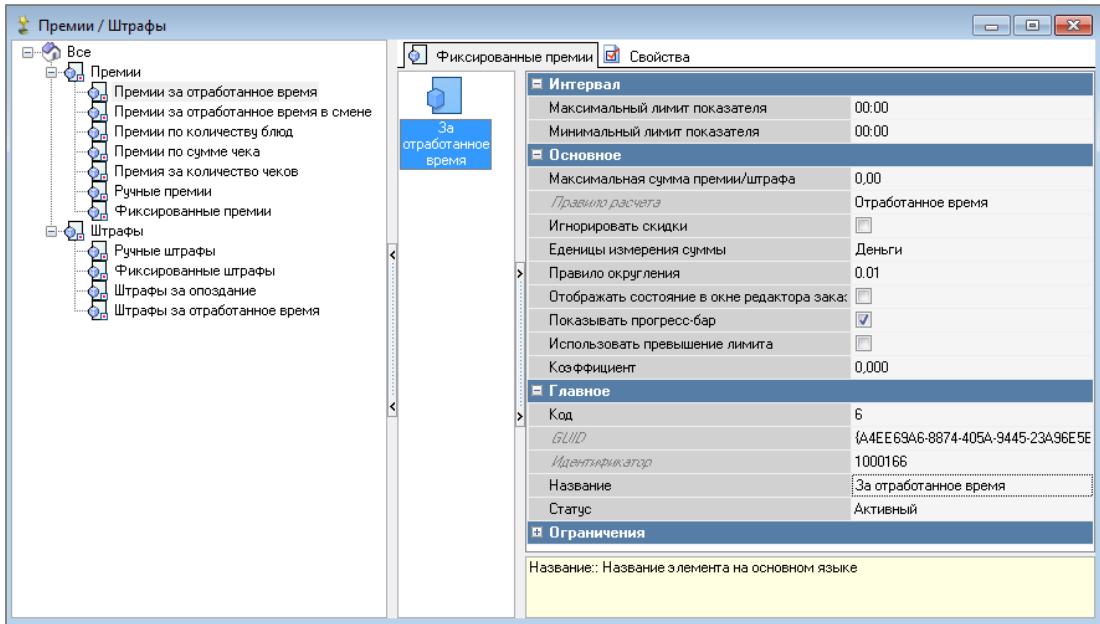 Премии / Штрафы
Все
Премии
Премии за отработанное время
Премии за отработанное время в смене
Премии по количеству блюд
Премии по сумме чека
Премия за количество чеков
Ручные премии
Фиксированные премии
Штрафы
Ручные штрафы
Фиксированные штрафы
Штрафы за опоздание
Штрафы за отработанное время
Фиксированные премии Свойства
За
отработанное
время
Интервал
Максимальный лимит показателя 00:00
Минимальный лимит показателя 00:00
Основное
Максимальная сумма премии/штрафа 0,00
Правило расчета Отработанное время
Игнорировать скидки
Еденицы измерения суммы Деньги
Правило округления 0.01
Отображать состояние в окне редактора зака:
Показывать прогресс-бар
Использовать превышение лимита
Коэффициент 0,000
Главное
Код 6
GUID {A4EE69A6-8874-405A-9445-23A96E5E
Идентификатор 1000166
Название За отработанное время
Статус Активный
Ограничения
Название:: Название элемента на основном языке